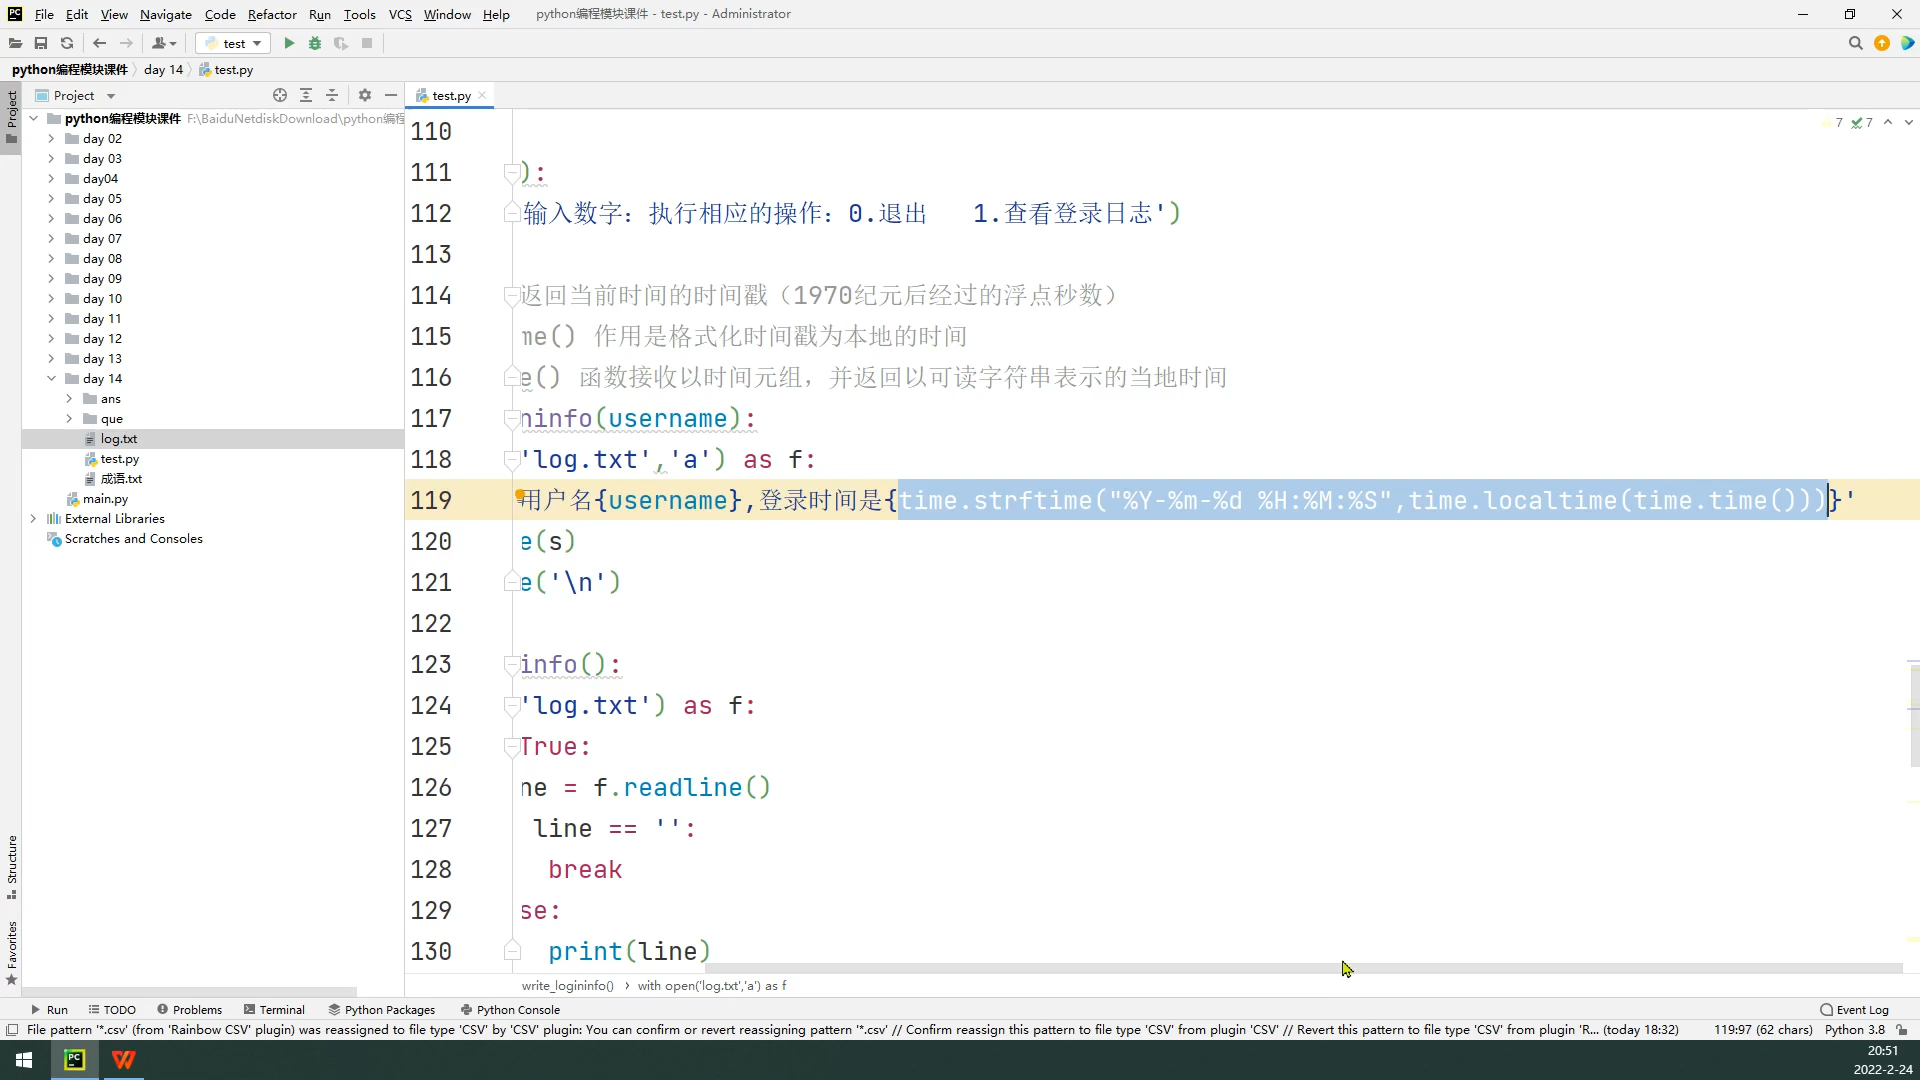 File Edit View Navigate Code Refactor Run Tools VCS Window Help python编程模块课件 - test.py - Administrator
test
python编程模块课件 day 14 test.py
Project
Project
test.py
python编程模块课件 F:\BaiduNetdiskDownload\python编程
day 02
day 03
day04
day 05
day 06
day 07
day 08
day 09
day 10
day 11
day 12
day 13
day 14
ans
que
log.txt
test.py
成语.txt
main.py
External Libraries
Scratches and Consoles
7 7
110
111 ):
112 输入数字：执行相应的操作：0.退出 1.查看登录日志')
113
114 返回当前时间的时间戳（1970纪元后经过的浮点秒数）
115 me() 作用是格式化时间戳为本地的时间
116 e() 函数接收以时间元组，并返回以可读字符串表示的当地时间
117 ninfo(username):
118 'log.txt','a') as f:
119 用户名{username},登录时间是{time.strftime("%Y-%m-%d %H:%M:%S",time.localtime(time.time()))}'
120 e(s)
121 e('\n')
122
123 info():
124 'log.txt') as f:
125 True:
126 ne = f.readline()
127 line == '':
128 break
129 se:
130 print(line)
write_logininfo() › with open('log.txt','a') as f
Structure
Favorites
Run TODO Problems Terminal Python Packages Python Console Event Log
File pattern '*.csv' (from 'Rainbow CSV' plugin) was reassigned to file type 'CSV' by 'CSV' plugin: You can confirm or revert reassigning pattern '*.csv' // Confirm reassign this pattern to file type 'CSV' from plugin 'CSV' // Revert this pattern to file type 'CSV' from plugin 'R... (today 18:32) 119:97 (62 chars) Python 3.8
20:51
2022-2-24